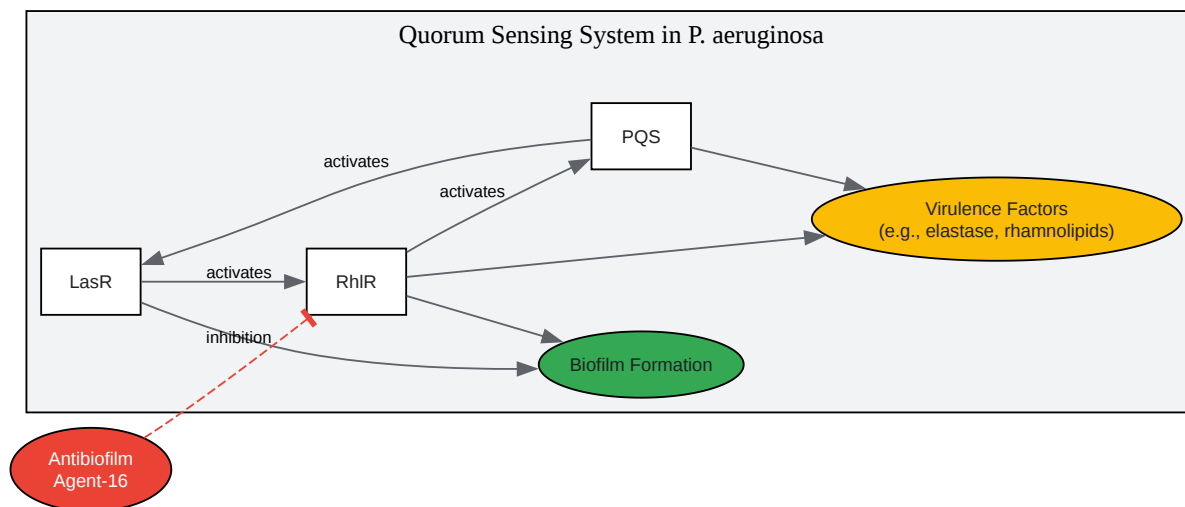 Quorum Sensing System in P. aeruginosa
PQS
activates
activates
Virulence Factors
(e.g., elastase, rhamnolipids)
LasR
activates
RhlR
inhibition
Biofilm Formation
Antibiofilm
Agent-16